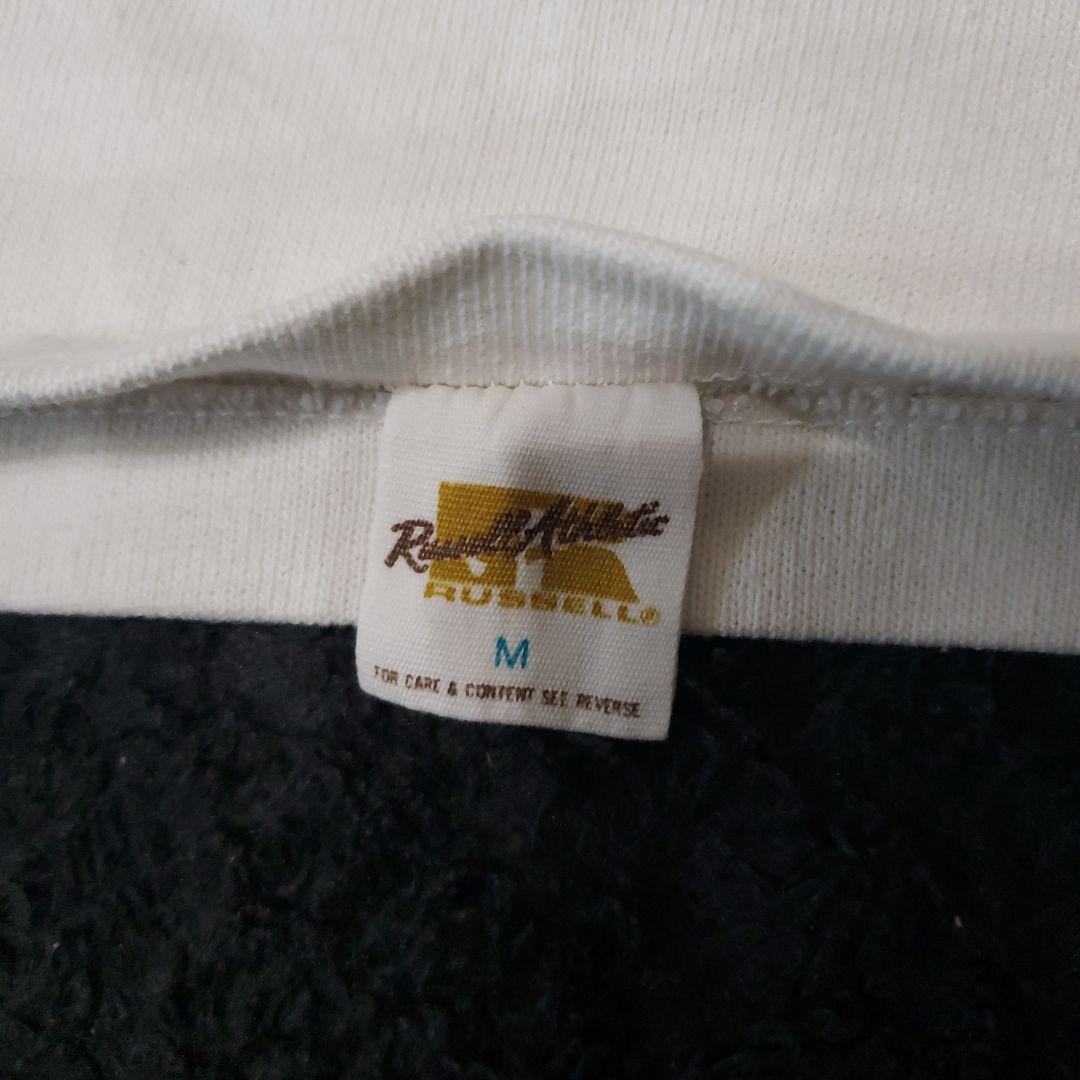 Russell Athletic
RUSSELL®
M
FOR CARE & CONTENT SEE REVERSE